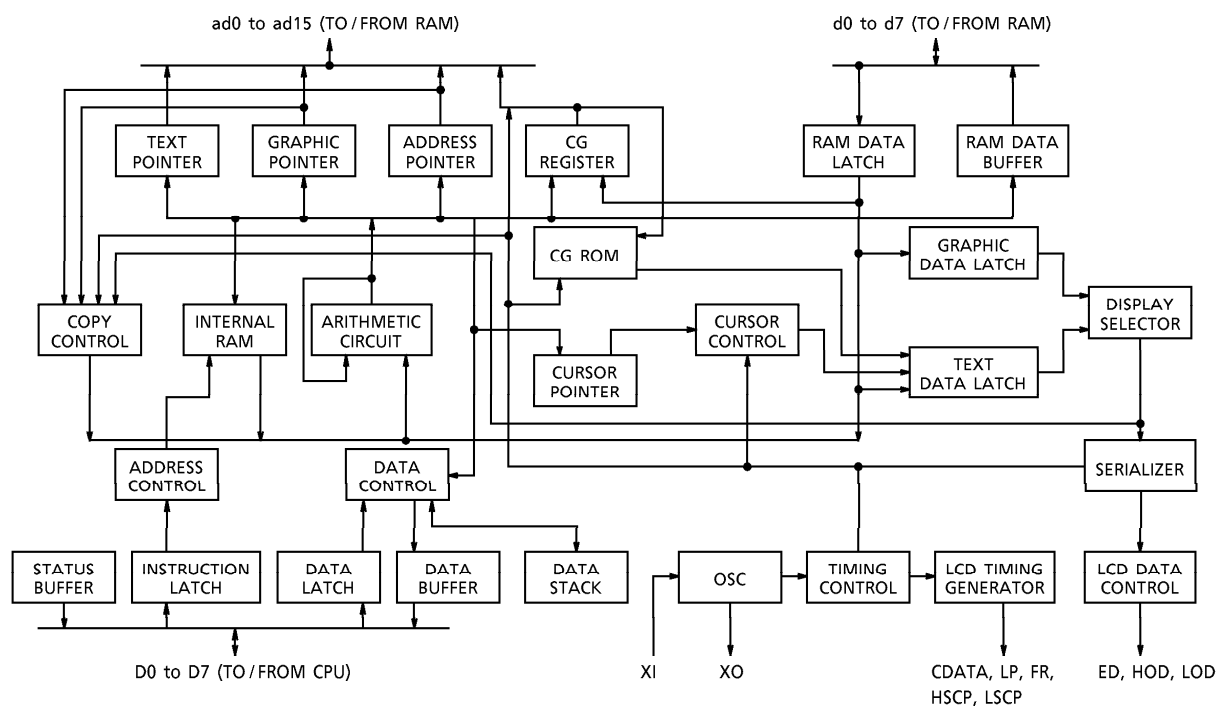 ad0 to ad15 (TO / FROM RAM)
d0 to d7 (TO / FROM RAM)
TEXT
POINTER
GRAPHIC
POINTER
ADDRESS
POINTER
CG
REGISTER
RAM DATA
LATCH
RAM DATA
BUFFER
CG ROM
GRAPHIC
DATA LATCH
COPY
CONTROL
INTERNAL
RAM
ARITHMETIC
CIRCUIT
CURSOR
CONTROL
DISPLAY
SELECTOR
CURSOR
POINTER
TEXT
DATA LATCH
ADDRESS
CONTROL
DATA
CONTROL
SERIALIZER
STATUS
BUFFER
INSTRUCTION
LATCH
DATA
LATCH
DATA
BUFFER
DATA
STACK
OSC
TIMING
CONTROL
LCD TIMING
GENERATOR
LCD DATA
CONTROL
D0 to D7 (TO / FROM CPU)
XI
XO
CDATA, LP, FR,
HSCP, LSCP
ED, HOD, LOD